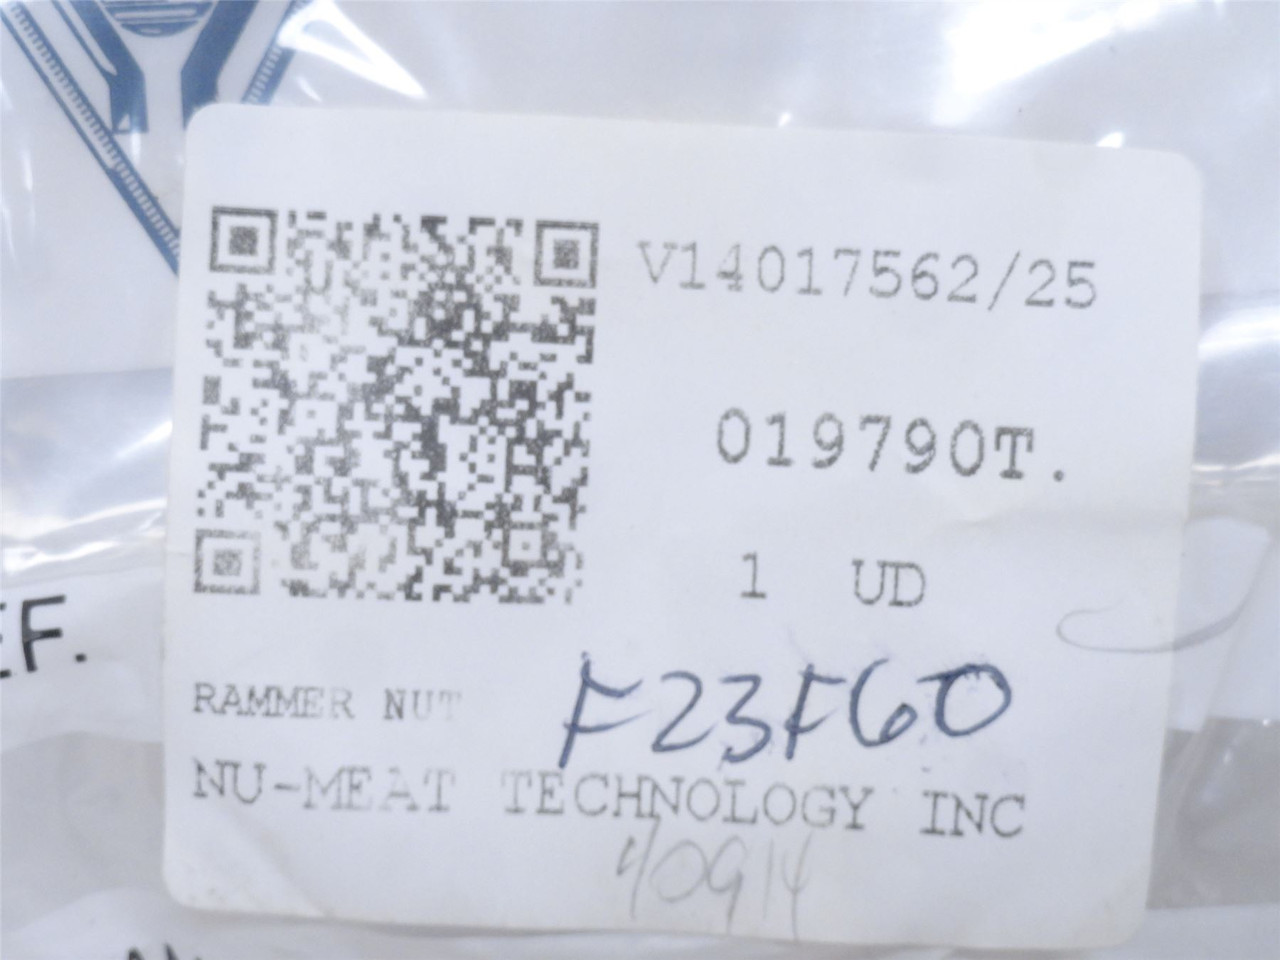 V14017562/25
019790T.
1 UD
EF.
RAMMER NUT
F23F60
NU-MEAT TECHNOLOGY INC
40914